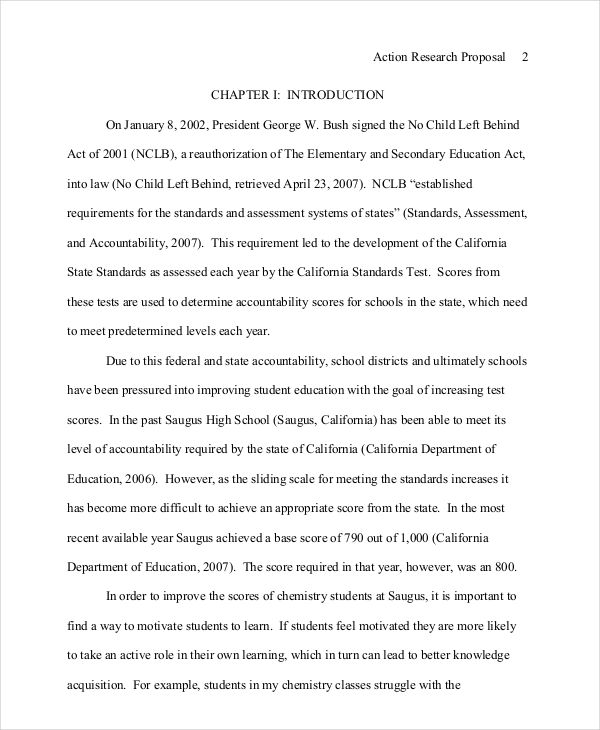 Action Research Proposal 2
CHAPTER I: INTRODUCTION
On January 8, 2002, President George W. Bush signed the No Child Left Behind
Act of 2001 (NCLB), a reauthorization of The Elementary and Secondary Education Act,
into law (No Child Left Behind, retrieved April 23, 2007). NCLB “established
requirements for the standards and assessment systems of states” (Standards, Assessment,
and Accountability, 2007). This requirement led to the development of the California
State Standards as assessed each year by the California Standards Test. Scores from
these tests are used to determine accountability scores for schools in the state, which need
to meet predetermined levels each year.
Due to this federal and state accountability, school districts and ultimately schools
have been pressured into improving student education with the goal of increasing test
scores. In the past Saugus High School (Saugus, California) has been able to meet its
level of accountability required by the state of California (California Department of
Education, 2006). However, as the sliding scale for meeting the standards increases it
has become more difficult to achieve an appropriate score from the state. In the most
recent available year Saugus achieved a base score of 790 out of 1,000 (California
Department of Education, 2007). The score required in that year, however, was an 800.
In order to improve the scores of chemistry students at Saugus, it is important to
find a way to motivate students to learn. If students feel motivated they are more likely
to take an active role in their own learning, which in turn can lead to better knowledge
acquisition. For example, students in my chemistry classes struggle with the